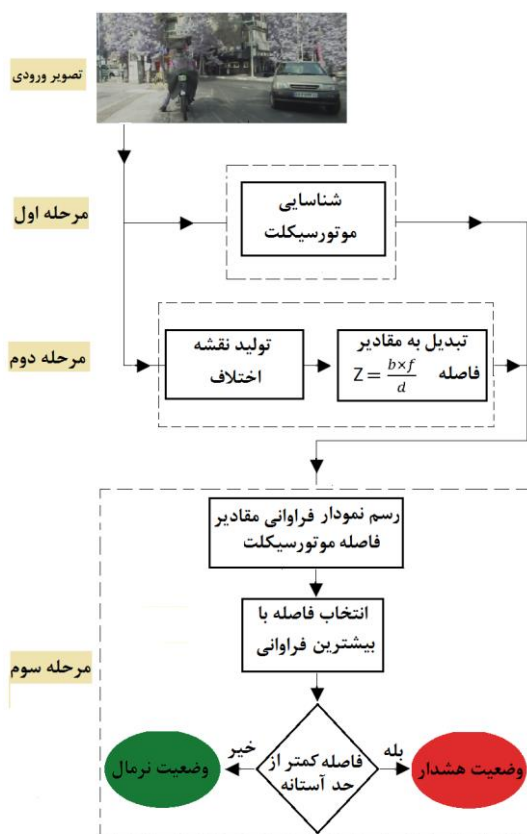 تصویر ورودی
مرحله اول
شناسایی
موتورسیکلت
مرحله دوم
تولید نقشه
اختلاف
تبدیل به مقادیر
فاصله Z = b×f/d
رسم نمودار فراوانی مقادیر
فاصله موتورسیکلت
مرحله سوم
انتخاب فاصله با
بیشترین فراوانی
فاصله کمتر از
حد آستانه
بله
وضعیت هشدار
خیر
وضعیت نرمال